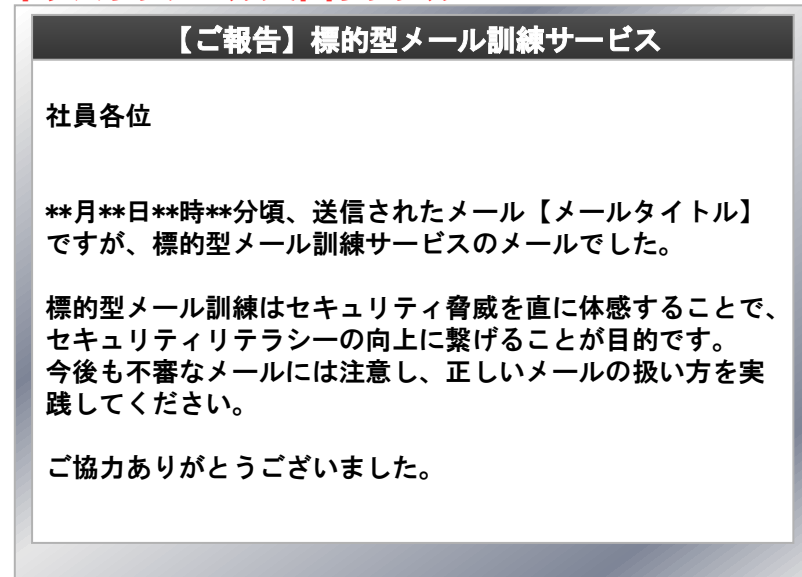 【ご報告】標的型メール訓練サービス
社員各位
**月**日**時**分頃、送信されたメール【メールタイトル】
ですが、標的型メール訓練サービスのメールでした。
標的型メール訓練はセキュリティ脅威を直に体感することで、
セキュリティリテラシーの向上に繋げることが目的です。
今後も不審なメールには注意し、正しいメールの扱い方を実
践してください。
ご協力ありがとうございました。